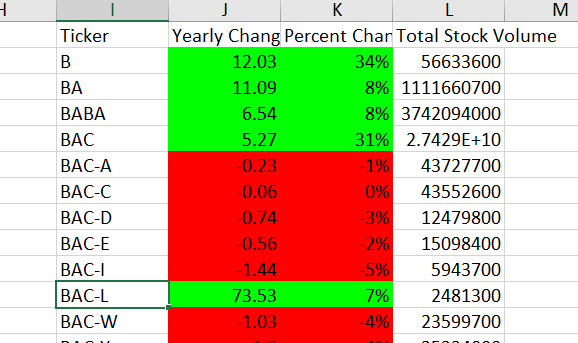 H I J K L M
Ticker Yearly Chang Percent Chan Total Stock Volume
B 12.03 34% 56633600
BA 11.09 8% 1111660700
BABA 6.54 8% 3742094000
BAC 5.27 31% 2.7429E+10
BAC-A -0.23 -1% 43727700
BAC-C -0.06 0% 43552600
BAC-D -0.74 -3% 12479800
BAC-E -0.56 -2% 15098400
BAC-I -1.44 -5% 5943700
BAC-L 73.53 7% 2481300
BAC-W -1.03 -4% 23599700